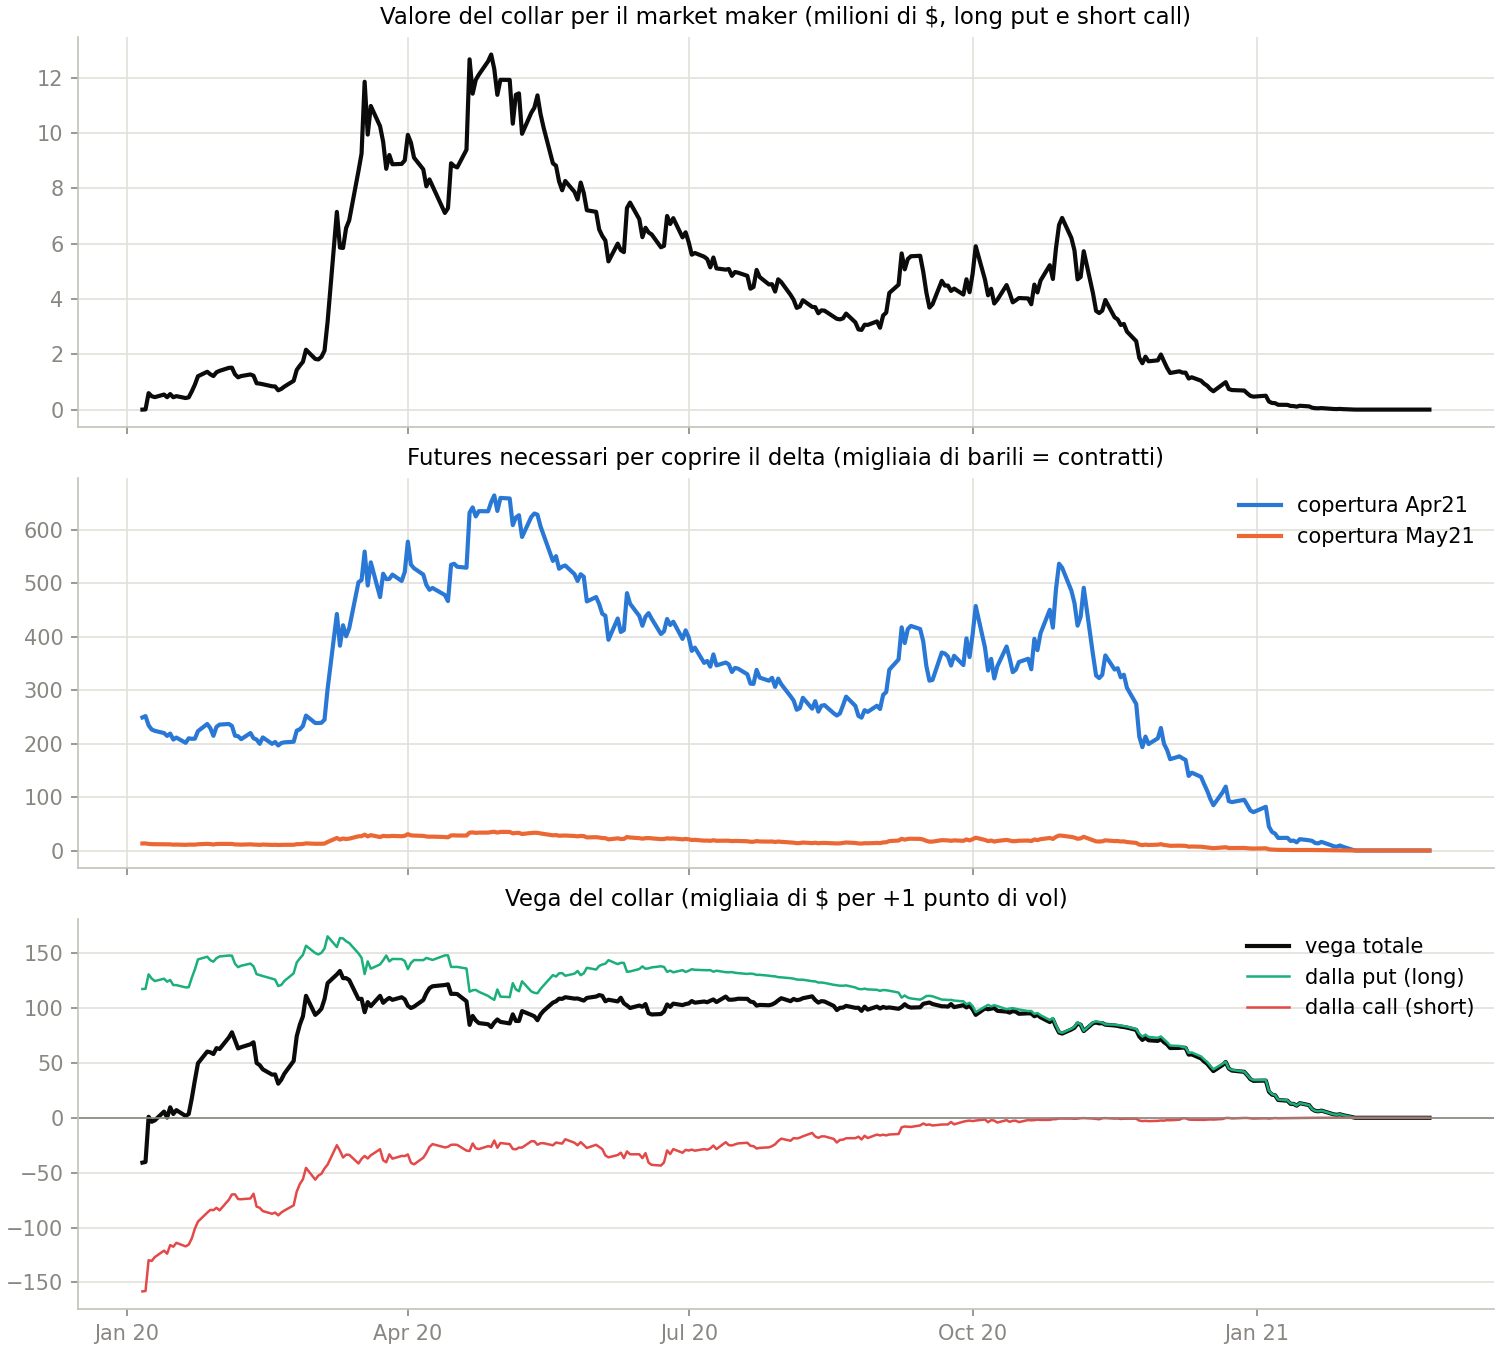 Valore del collar per il market maker (milioni di $, long put e short call)
12
10
8
6
4
2
0
Futures necessari per coprire il delta (migliaia di barili = contratti)
copertura Apr21
copertura May21
600
500
400
300
200
100
0
Vega del collar (migliaia di $ per +1 punto di vol)
vega totale
dalla put (long)
dalla call (short)
150
100
50
0
−50
−100
−150
Jan 20 Apr 20 Jul 20 Oct 20 Jan 21